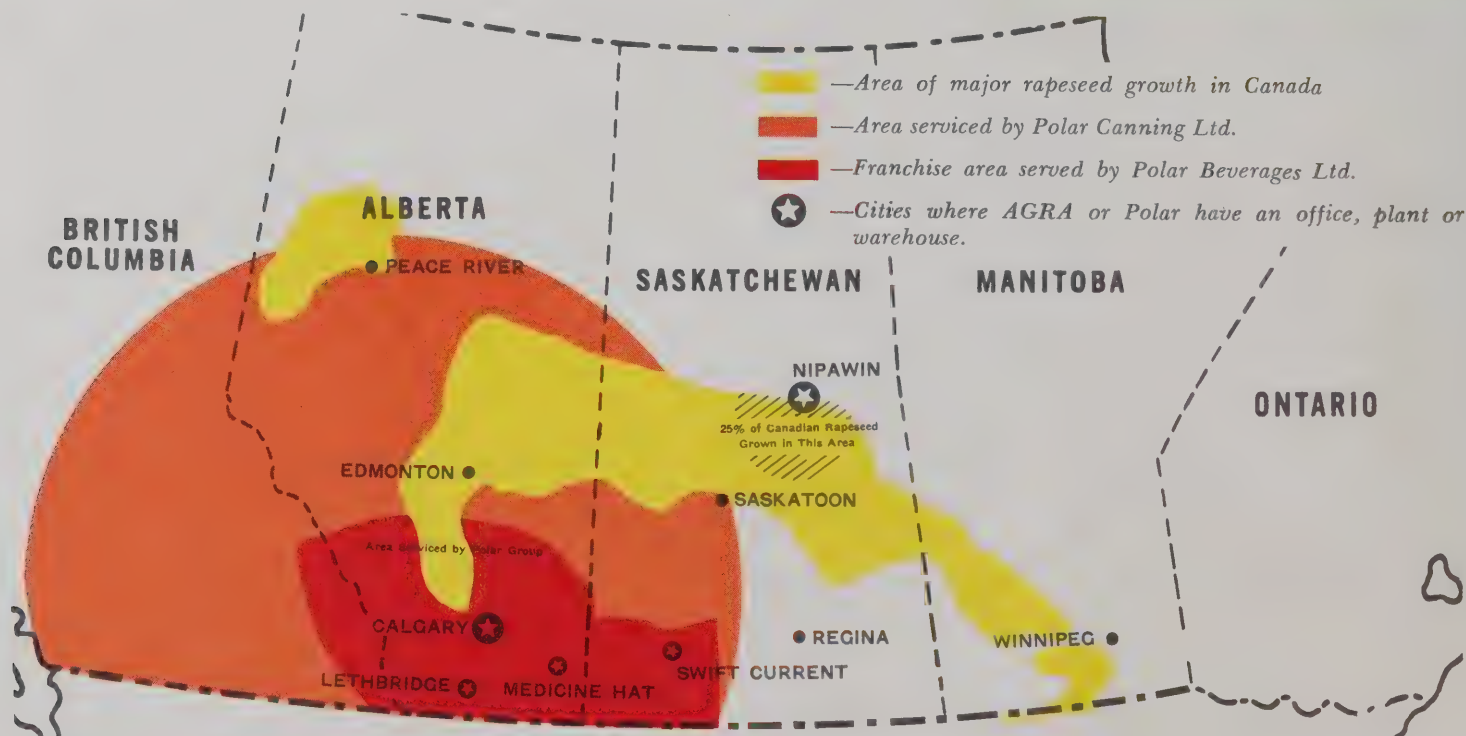 —Area of major rapeseed growth in Canada
—Area serviced by Polar Canning Ltd.
—Franchise area served by Polar Beverages Ltd.
—Cities where AGRA or Polar have an office, plant or
warehouse.
BRITISH
COLUMBIA
ALBERTA
PEACE RIVER
SASKATCHEWAN
MANITOBA
NIPAWIN
ONTARIO
25% of Canadian Rapeseed
Grown in This Area
EDMONTON
SASKATOON
Area Serviced by Polar Group
CALGARY
REGINA
WINNIPEG
SWIFT CURRENT
LETHBRIDGE
MEDICINE HAT